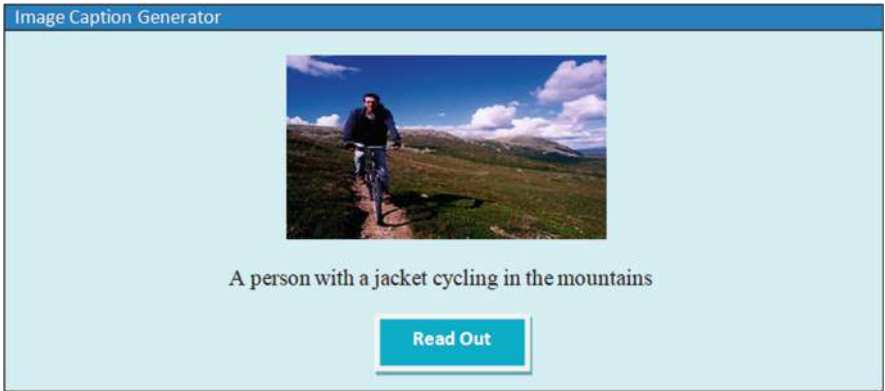 Image Caption Generator
A person with a jacket cycling in the mountains
Read Out